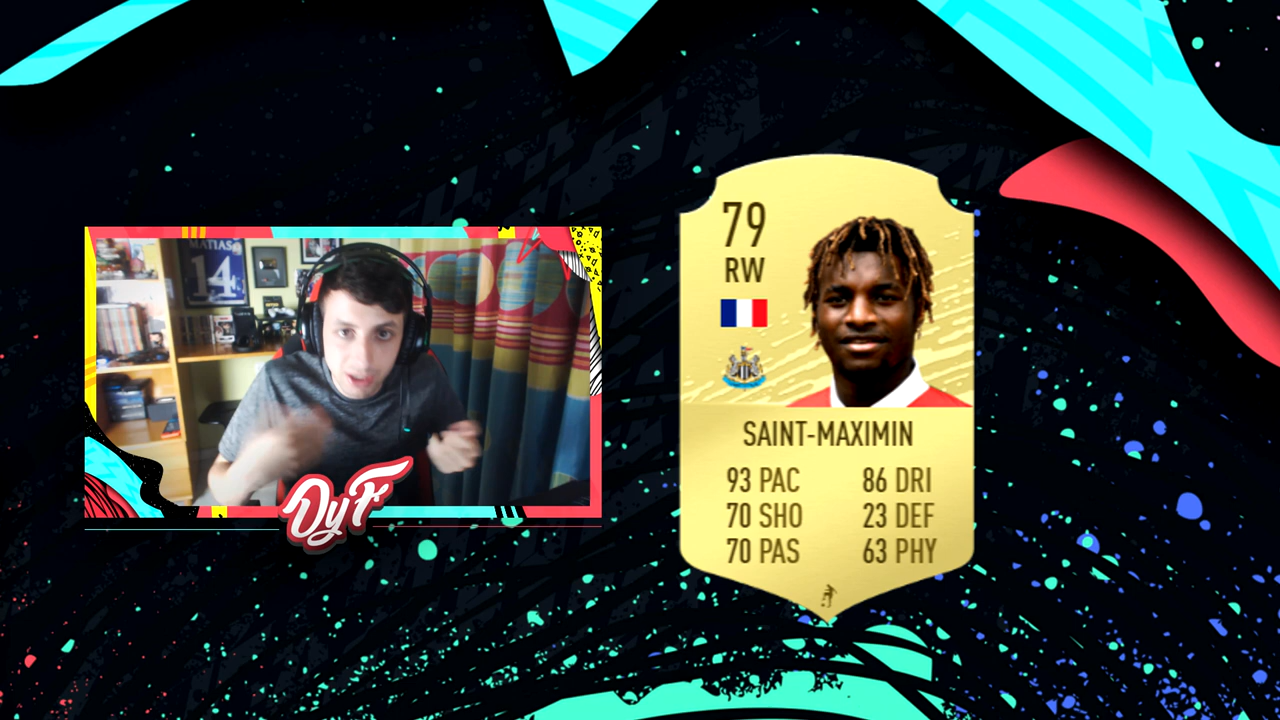 MATIAS
14
DyF
79
RW
SAINT-MAXIMIN
93 PAC 86 DRI
70 SHO 23 DEF
70 PAS 63 PHY